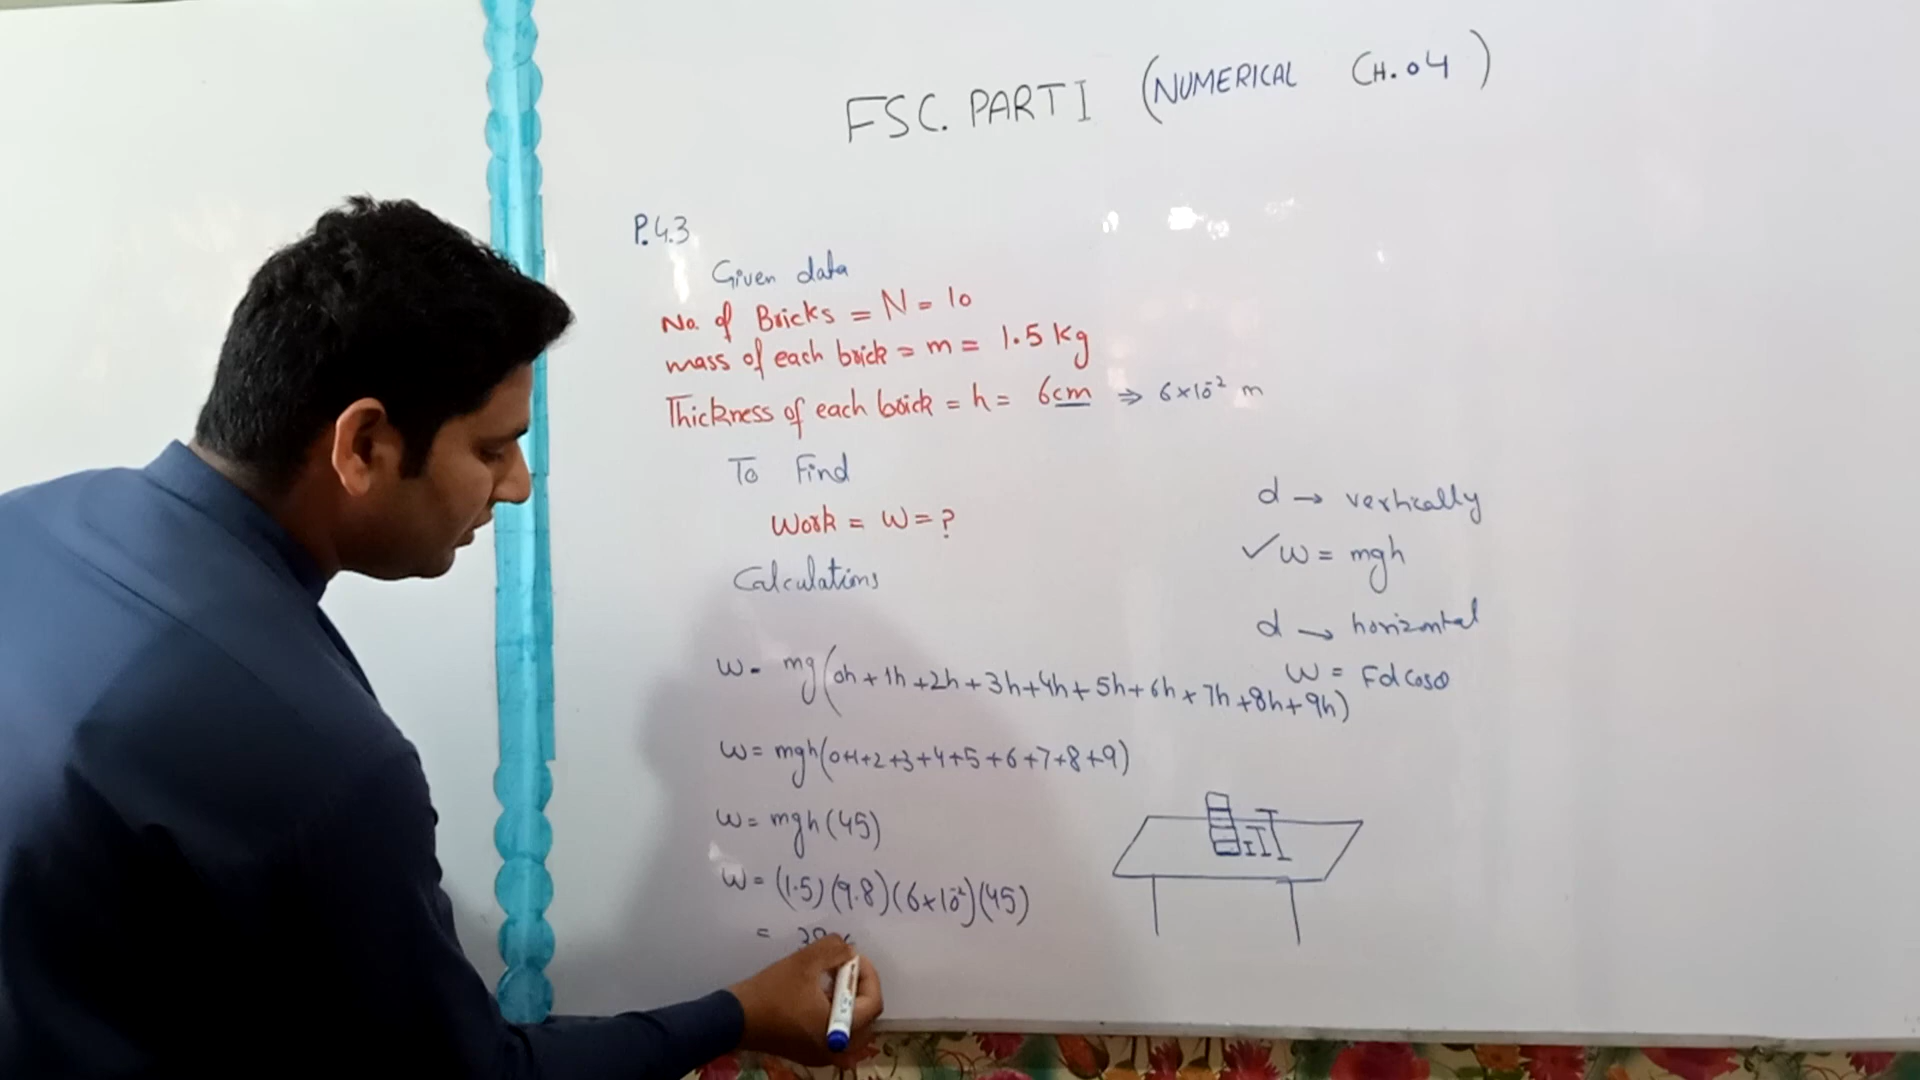 FSC. PART I (NUMERICAL CH.04)
P.4.3
Given data
No. of Bricks = N = 10
mass of each brick = m = 1.5 kg
Thickness of each brick = h = 6cm ⇒ 6×10⁻² m
To Find
Work = W = ?
Calculations
d → vertically
✓ W = mgh
d → horizontal
W = Fd cosθ
W = mg(0h + 1h + 2h + 3h + 4h + 5h + 6h + 7h + 8h + 9h)
W = mgh(0+1+2+3+4+5+6+7+8+9)
W = mgh(45)
W = (1.5)(9.8)(6×10⁻²)(45)
= 39